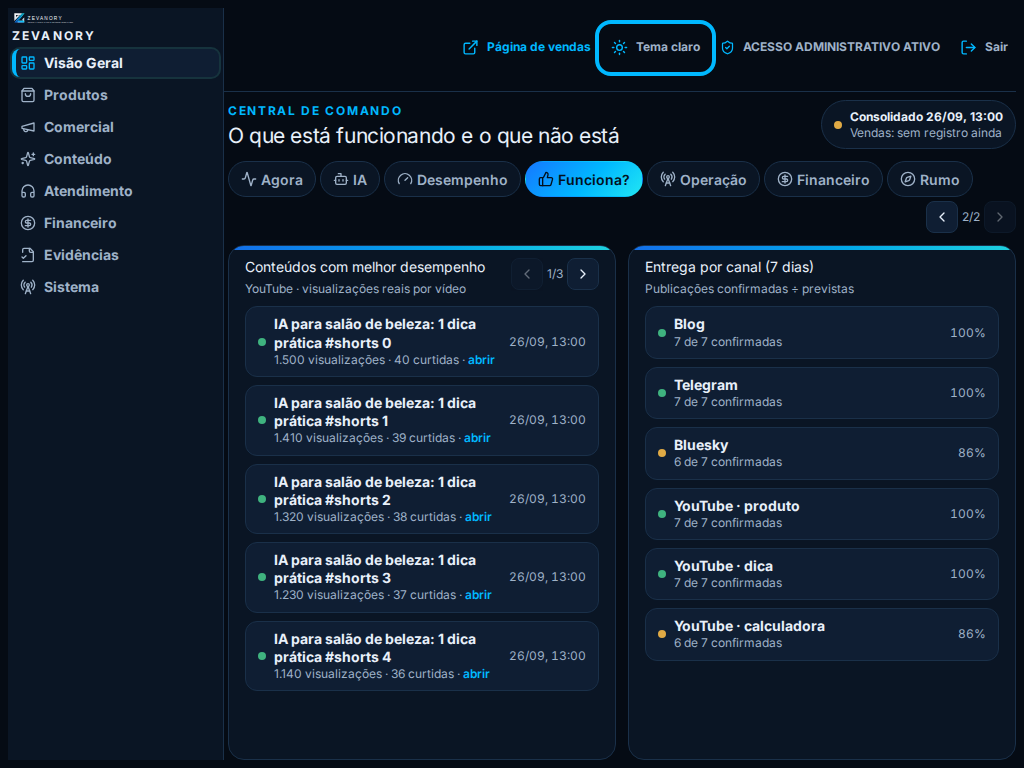 ZEVANORY
ZEVANORY
Visão Geral
Produtos
Comercial
Conteúdo
Atendimento
Financeiro
Evidências
Sistema
Página de vendas
Tema claro
ACESSO ADMINISTRATIVO ATIVO
Sair
CENTRAL DE COMANDO
O que está funcionando e o que não está
Consolidado 26/09, 13:00
Vendas: sem registro ainda
Agora
IA
Desempenho
Funciona?
Operação
Financeiro
Rumo
2/2
Conteúdos com melhor desempenho
1/3
YouTube · visualizações reais por vídeo
IA para salão de beleza: 1 dica
prática #shorts 0
26/09, 13:00
1.500 visualizações · 40 curtidas · abrir
IA para salão de beleza: 1 dica
prática #shorts 1
26/09, 13:00
1.410 visualizações · 39 curtidas · abrir
IA para salão de beleza: 1 dica
prática #shorts 2
26/09, 13:00
1.320 visualizações · 38 curtidas · abrir
IA para salão de beleza: 1 dica
prática #shorts 3
26/09, 13:00
1.230 visualizações · 37 curtidas · abrir
IA para salão de beleza: 1 dica
prática #shorts 4
26/09, 13:00
1.140 visualizações · 36 curtidas · abrir
Entrega por canal (7 dias)
Publicações confirmadas ÷ previstas
Blog
7 de 7 confirmadas
100%
Telegram
7 de 7 confirmadas
100%
Bluesky
6 de 7 confirmadas
86%
YouTube · produto
7 de 7 confirmadas
100%
YouTube · dica
7 de 7 confirmadas
100%
YouTube · calculadora
6 de 7 confirmadas
86%